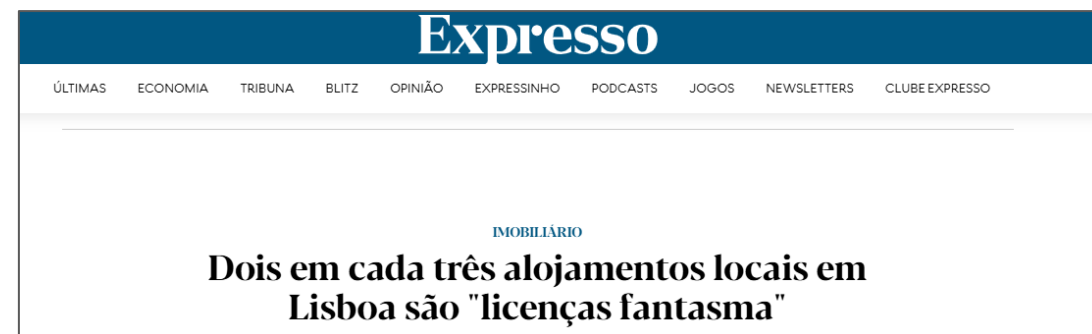 Expresso
ÚLTIMAS ECONOMIA TRIBUNA BLITZ OPINIÃO EXPRESSINHO PODCASTS JOGOS NEWSLETTERS CLUBE EXPRESSO
IMOBILIÁRIO
Dois em cada três alojamentos locais em
Lisboa são "licenças fantasma"